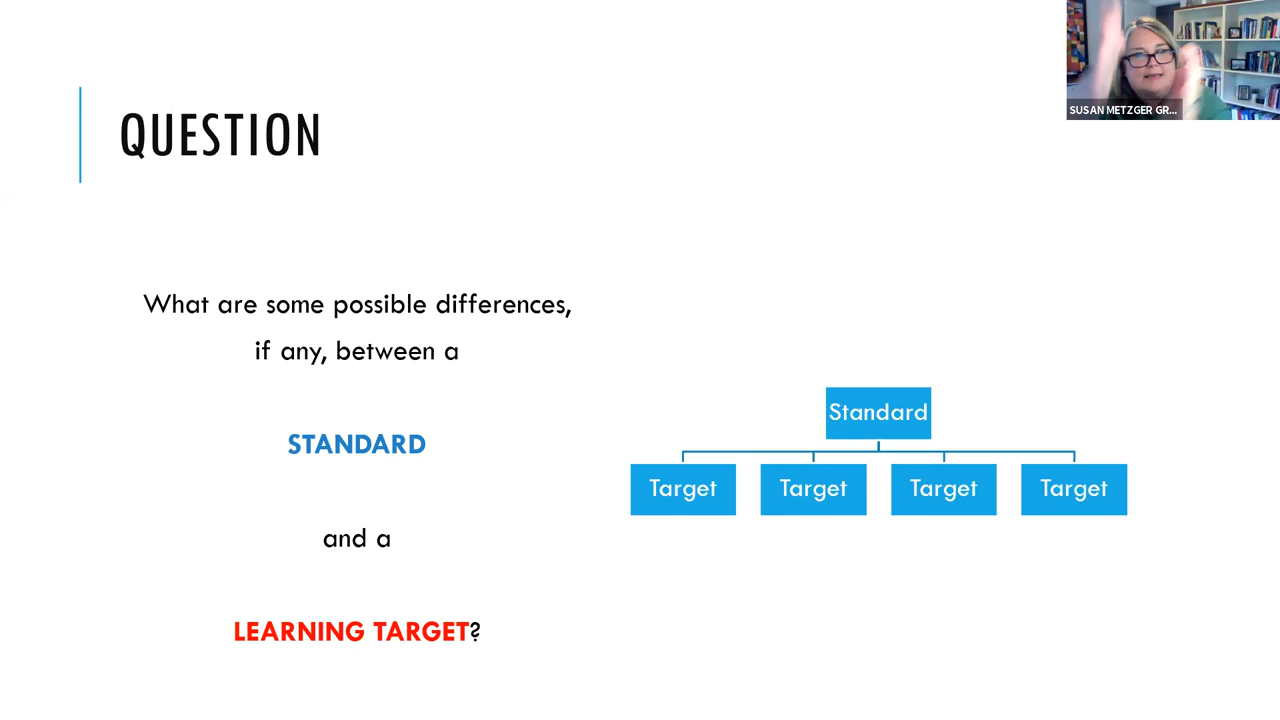 SUSAN METZGER GR...
QUESTION
What are some possible differences,
if any, between a
STANDARD
and a
LEARNING TARGET?
Standard
Target Target Target Target